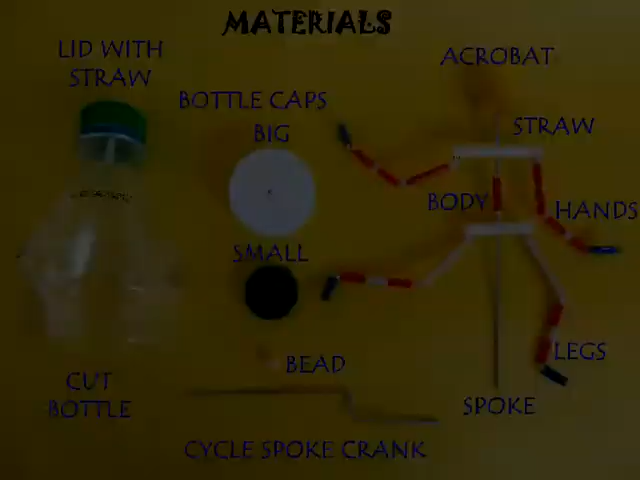 MATERIALS
LID WITH
STRAW
BOTTLE CAPS
BIG
SMALL
BEAD
CUT
BOTTLE
CYCLE SPOKE CRANK
ACROBAT
STRAW
BODY
HANDS
LEGS
SPOKE